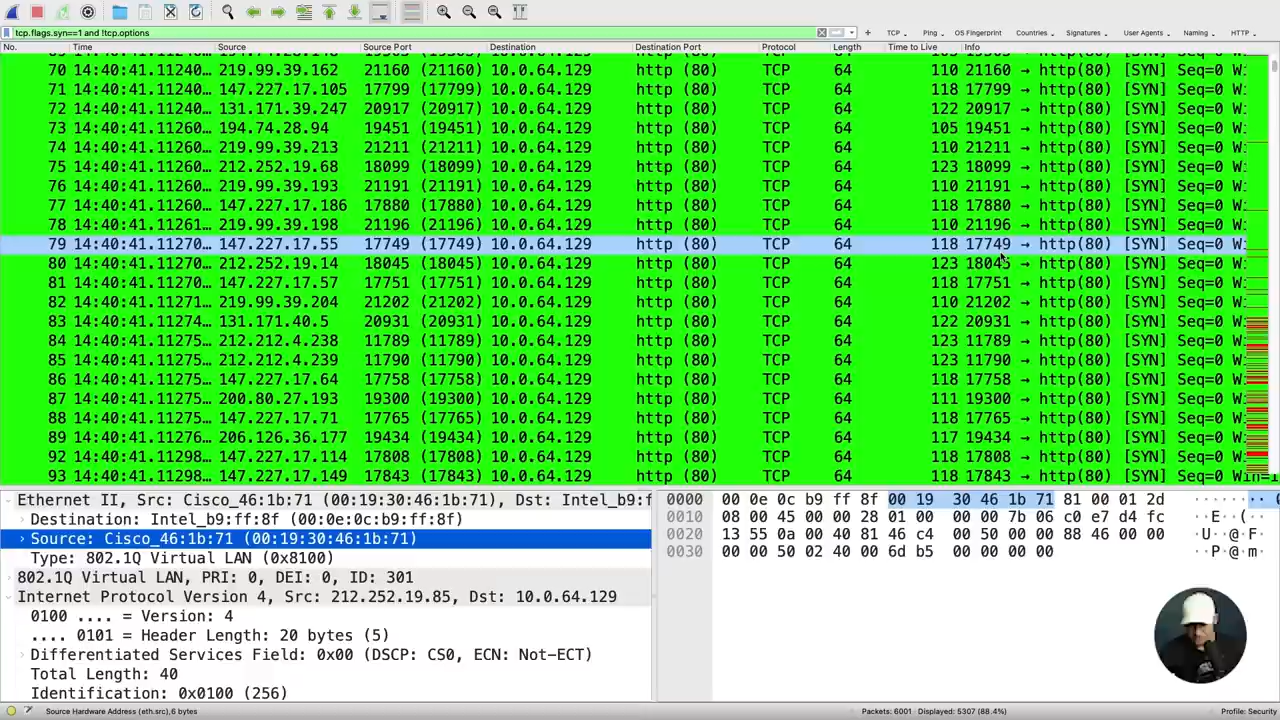 tcp.flags.syn==1 and !tcp.options
+ TCP Ping OS Fingerprint Countries Signatures User Agents Naming HTTP
No. Time Source Source Port Destination Destination Port Protocol Length Time to Live Info
70 14:40:41.11240… 219.99.39.162 21160 (21160) 10.0.64.129 http (80) TCP 64 110 21160 → http(80) [SYN] Seq=0 Wi
71 14:40:41.11240… 147.227.17.105 17799 (17799) 10.0.64.129 http (80) TCP 64 118 17799 → http(80) [SYN] Seq=0 Wi
72 14:40:41.11240… 131.171.39.247 20917 (20917) 10.0.64.129 http (80) TCP 64 122 20917 → http(80) [SYN] Seq=0 Wi
73 14:40:41.11260… 194.74.28.94 19451 (19451) 10.0.64.129 http (80) TCP 64 105 19451 → http(80) [SYN] Seq=0 Wi
74 14:40:41.11260… 219.99.39.213 21211 (21211) 10.0.64.129 http (80) TCP 64 110 21211 → http(80) [SYN] Seq=0 Wi
75 14:40:41.11260… 212.252.19.68 18099 (18099) 10.0.64.129 http (80) TCP 64 123 18099 → http(80) [SYN] Seq=0 Wi
76 14:40:41.11260… 219.99.39.193 21191 (21191) 10.0.64.129 http (80) TCP 64 110 21191 → http(80) [SYN] Seq=0 Wi
77 14:40:41.11260… 147.227.17.186 17880 (17880) 10.0.64.129 http (80) TCP 64 118 17880 → http(80) [SYN] Seq=0 Wi
78 14:40:41.11261… 219.99.39.198 21196 (21196) 10.0.64.129 http (80) TCP 64 110 21196 → http(80) [SYN] Seq=0 Wi
79 14:40:41.11270… 147.227.17.55 17749 (17749) 10.0.64.129 http (80) TCP 64 118 17749 → http(80) [SYN] Seq=0 Wi
80 14:40:41.11270… 212.252.19.14 18045 (18045) 10.0.64.129 http (80) TCP 64 123 18045 → http(80) [SYN] Seq=0 Wi
81 14:40:41.11270… 147.227.17.57 17751 (17751) 10.0.64.129 http (80) TCP 64 118 17751 → http(80) [SYN] Seq=0 Wi
82 14:40:41.11271… 219.99.39.204 21202 (21202) 10.0.64.129 http (80) TCP 64 110 21202 → http(80) [SYN] Seq=0 Wi
83 14:40:41.11274… 131.171.40.5 20931 (20931) 10.0.64.129 http (80) TCP 64 122 20931 → http(80) [SYN] Seq=0 Wi
84 14:40:41.11275… 212.212.4.238 11789 (11789) 10.0.64.129 http (80) TCP 64 123 11789 → http(80) [SYN] Seq=0 Wi
85 14:40:41.11275… 212.212.4.239 11790 (11790) 10.0.64.129 http (80) TCP 64 123 11790 → http(80) [SYN] Seq=0 Wi
86 14:40:41.11275… 147.227.17.64 17758 (17758) 10.0.64.129 http (80) TCP 64 118 17758 → http(80) [SYN] Seq=0 Wi
87 14:40:41.11275… 200.80.27.193 19300 (19300) 10.0.64.129 http (80) TCP 64 111 19300 → http(80) [SYN] Seq=0 Wi
88 14:40:41.11275… 147.227.17.71 17765 (17765) 10.0.64.129 http (80) TCP 64 118 17765 → http(80) [SYN] Seq=0 Wi
89 14:40:41.11276… 206.126.36.177 19434 (19434) 10.0.64.129 http (80) TCP 64 117 19434 → http(80) [SYN] Seq=0 Wi
92 14:40:41.11298… 147.227.17.114 17808 (17808) 10.0.64.129 http (80) TCP 64 118 17808 → http(80) [SYN] Seq=0 Wi
93 14:40:41.11298… 147.227.17.149 17843 (17843) 10.0.64.129 http (80) TCP 64 118 17843 → http(80) [SYN] Seq=0 Win=1
Ethernet II, Src: Cisco_46:1b:71 (00:19:30:46:1b:71), Dst: Intel_b9:f
Destination: Intel_b9:ff:8f (00:0e:0c:b9:ff:8f)
Source: Cisco_46:1b:71 (00:19:30:46:1b:71)
Type: 802.1Q Virtual LAN (0x8100)
802.1Q Virtual LAN, PRI: 0, DEI: 0, ID: 301
Internet Protocol Version 4, Src: 212.252.19.85, Dst: 10.0.64.129
0100 .... = Version: 4
.... 0101 = Header Length: 20 bytes (5)
Differentiated Services Field: 0x00 (DSCP: CS0, ECN: Not-ECT)
Total Length: 40
Identification: 0x0100 (256)
0000 00 0e 0c b9 ff 8f 00 19 30 46 1b 71 81 00 01 2d
0010 08 00 45 00 00 28 01 00 00 00 7b 06 c0 e7 d4 fc ··E··(··
0020 13 55 0a 00 40 81 46 c4 00 50 00 00 88 46 00 00 ·U··@·F·
0030 00 00 50 02 40 00 6d b5 00 00 00 00 ··P·@·m·
Source Hardware Address (eth.src), 6 bytes
Packets: 6001 · Displayed: 5307 (88.4%)
Profile: Security